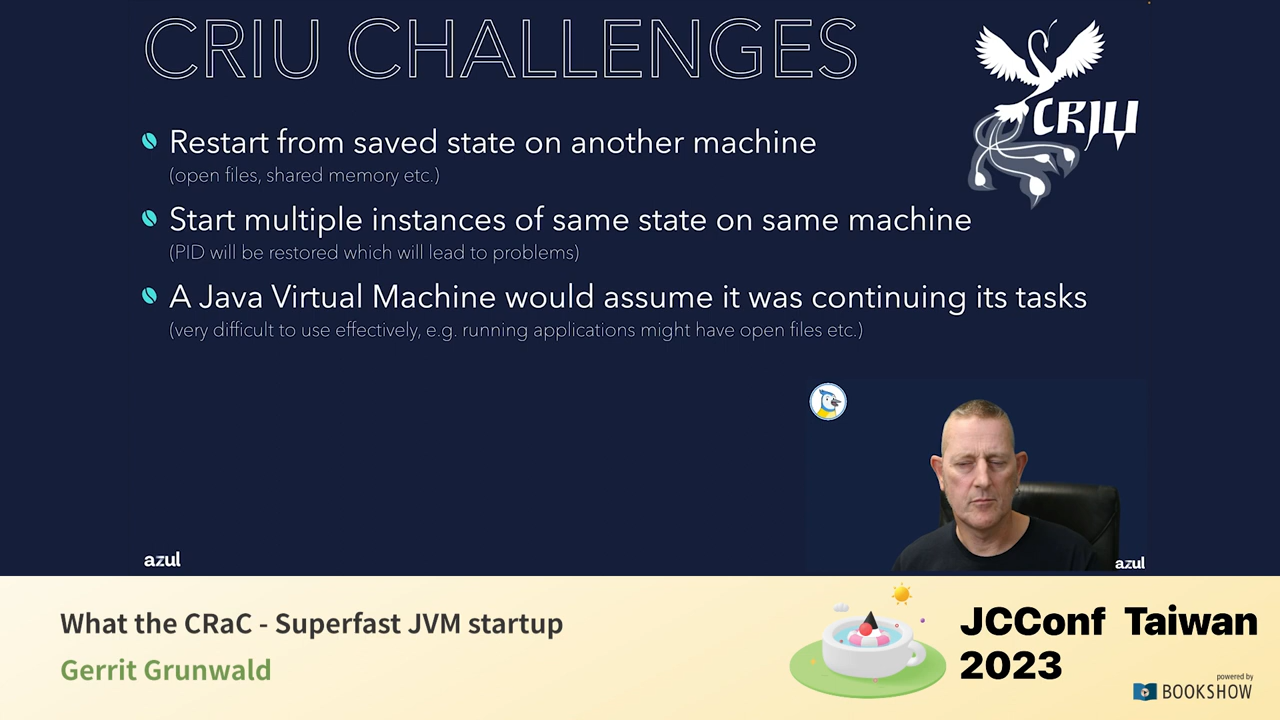 CRIU CHALLENGES
CRIU
Restart from saved state on another machine
(open files, shared memory etc.)
Start multiple instances of same state on same machine
(PID will be restored which will lead to problems)
A Java Virtual Machine would assume it was continuing its tasks
(very difficult to use effectively, e.g. running applications might have open files etc.)
azul
azul
What the CRaC - Superfast JVM startup
Gerrit Grunwald
JCConf Taiwan
2023
powered by
BOOKSHOW